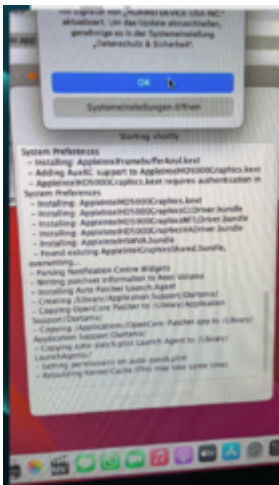 aktualisiert. Um das Update abzuschließen,
genehmige es in der Systemeinstellung
„Datenschutz & Sicherheit“.
OK
Systemeinstellungen öffnen
Starting shortly
System Preferences
- Installing: AppleIntelFramebufferAzul.kext
- Adding AuxKC support to AppleIntelHD5000Graphics.kext
- AppleIntelHD5000Graphics.kext requires authentication in
System Preferences
- Installing: AppleIntelHD5000Graphics.kext
- Installing: AppleIntelHD5000GraphicsGLDriver.bundle
- Installing: AppleIntelHD5000GraphicsMTLDriver.bundle
- Installing: AppleIntelHD5000GraphicsVADriver.bundle
- Installing: AppleIntelHSWVA.bundle
- Found existing AppleIntelGraphicsShared.bundle,
overwriting...
- Parsing Notification Centre Widgets
- Writing patchset information to Root Volume
- Installing Auto Patcher Launch Agent
- Creating /Library/Application Support/Dortania/
- Copying OpenCore Patcher to /Library/Application
Support/Dortania/
- Copying /Applications/OpenCore-Patcher.app to /Library/
Application Support/Dortania/
- Copying auto-patch.plist Launch Agent to /Library/
LaunchAgents/
- Setting permissions on auto-patch.plist
- Rebuilding Kernel Cache (This may take some time)